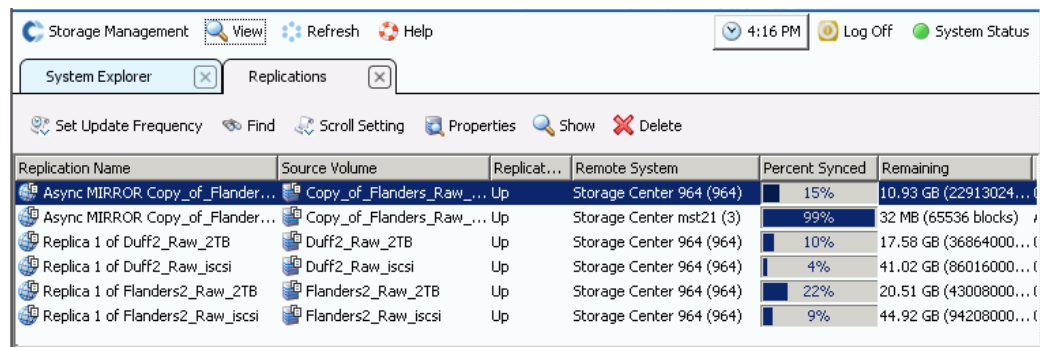 Storage Management View Refresh Help 4:16 PM Log Off System Status
System Explorer Replications
Set Update Frequency Find Scroll Setting Properties Show Delete
Replication Name Source Volume Replicat... Remote System Percent Synced Remaining
Async MIRROR Copy_of_Flander... Copy_of_Flanders_Raw_... Up Storage Center 964 (964) 15% 10.93 GB (22913024...
Async MIRROR Copy_of_Flander... Copy_of_Flanders_Raw_... Up Storage Center mst21 (3) 99% 32 MB (65536 blocks)
Replica 1 of Duff2_Raw_2TB Duff2_Raw_2TB Up Storage Center 964 (964) 10% 17.58 GB (36864000...
Replica 1 of Duff2_Raw_iscsi Duff2_Raw_iscsi Up Storage Center 964 (964) 4% 41.02 GB (86016000...
Replica 1 of Flanders2_Raw_2TB Flanders2_Raw_2TB Up Storage Center 964 (964) 22% 20.51 GB (43008000...
Replica 1 of Flanders2_Raw_iscsi Flanders2_Raw_iscsi Up Storage Center 964 (964) 9% 44.92 GB (94208000...